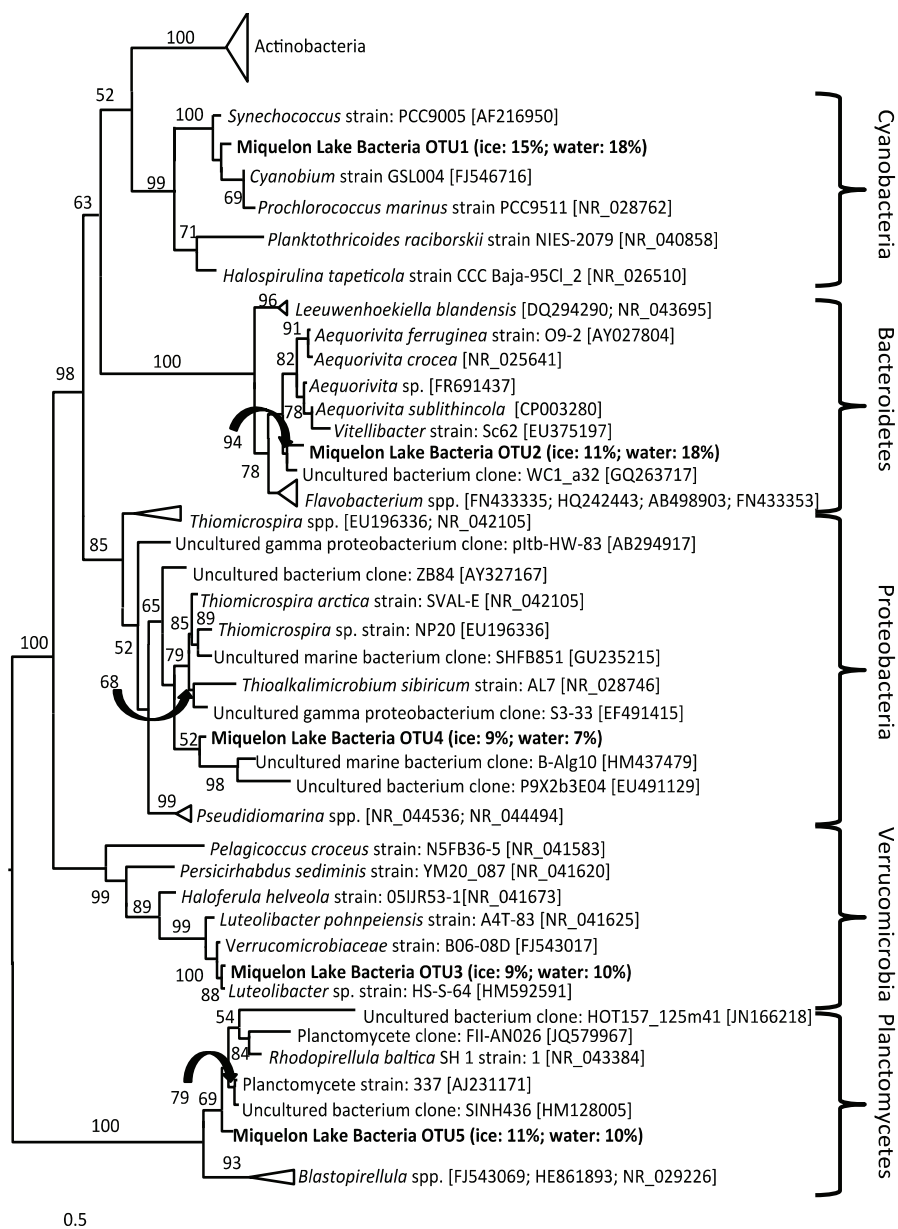 100
Actinobacteria
52
100
Synechococcus strain: PCC9005 [AF216950]
Miquelon Lake Bacteria OTU1 (ice: 15%; water: 18%)
99
Cyanobium strain GSL004 [FJ546716]
69
Prochlorococcus marinus strain PCC9511 [NR_028762]
63
71
Planktothricoides raciborskii strain NIES-2079 [NR_040858]
Halospirulina tapeticola strain CCC Baja-95Cl_2 [NR_026510]
Cyanobacteria
96
Leeuwenhoekiella blandensis [DQ294290; NR_043695]
91
Aequorivita ferruginea strain: O9-2 [AY027804]
82
Aequorivita crocea [NR_025641]
98
100
Aequorivita sp. [FR691437]
78
Aequorivita sublithincola [CP003280]
Vitellibacter strain: Sc62 [EU375197]
94
Miquelon Lake Bacteria OTU2 (ice: 11%; water: 18%)
78
Uncultured bacterium clone: WC1_a32 [GQ263717]
Flavobacterium spp. [FN433335; HQ242443; AB498903; FN433353]
Bacteroidetes
Thiomicrospira spp. [EU196336; NR_042105]
85
Uncultured gamma proteobacterium clone: pItb-HW-83 [AB294917]
Uncultured bacterium clone: ZB84 [AY327167]
65
Thiomicrospira arctica strain: SVAL-E [NR_042105]
85
89
Thiomicrospira sp. strain: NP20 [EU196336]
100
52
79
Uncultured marine bacterium clone: SHFB851 [GU235215]
68
Thioalkalimicrobium sibiricum strain: AL7 [NR_028746]
Uncultured gamma proteobacterium clone: S3-33 [EF491415]
52
Miquelon Lake Bacteria OTU4 (ice: 9%; water: 7%)
Uncultured marine bacterium clone: B-Alg10 [HM437479]
98
Uncultured bacterium clone: P9X2b3E04 [EU491129]
99
Pseudidiomarina spp. [NR_044536; NR_044494]
Proteobacteria
Pelagicoccus croceus strain: N5FB36-5 [NR_041583]
99
Persicirhabdus sediminis strain: YM20_087 [NR_041620]
89
Haloferula helveola strain: 05IJR53-1[NR_041673]
99
Luteolibacter pohnpeiensis strain: A4T-83 [NR_041625]
Verrucomicrobiaceae strain: B06-08D [FJ543017]
100
Miquelon Lake Bacteria OTU3 (ice: 9%; water: 10%)
88
Luteolibacter sp. strain: HS-S-64 [HM592591]
Verrucomicrobia
54
Uncultured bacterium clone: HOT157_125m41 [JN166218]
Planctomycete clone: FII-AN026 [JQ579967]
84
Rhodopirellula baltica SH 1 strain: 1 [NR_043384]
79
69
Planctomycete strain: 337 [AJ231171]
Uncultured bacterium clone: SINH436 [HM128005]
100
Miquelon Lake Bacteria OTU5 (ice: 11%; water: 10%)
93
Blastopirellula spp. [FJ543069; HE861893; NR_029226]
Planctomycetes
0.5